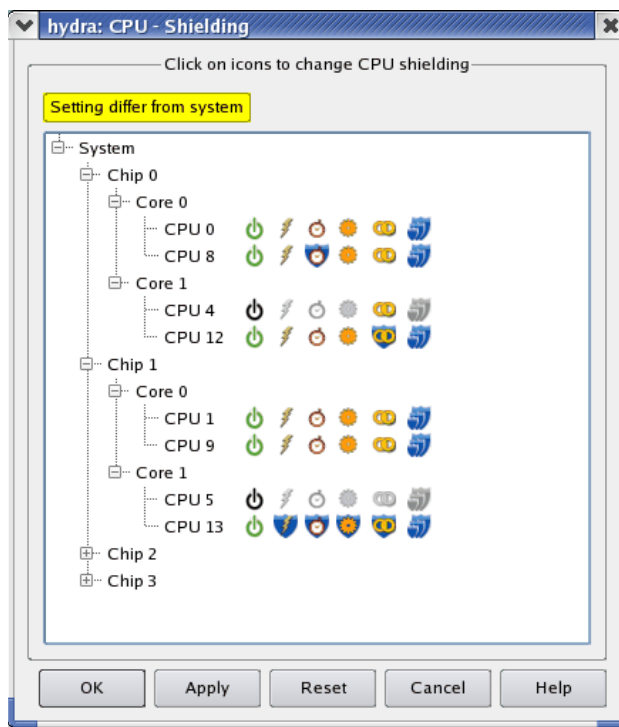 hydra: CPU - Shielding
Click on icons to change CPU shielding
Setting differ from system
System
Chip 0
Core 0
CPU 0
CPU 8
Core 1
CPU 4
CPU 12
Chip 1
Core 0
CPU 1
CPU 9
Core 1
CPU 5
CPU 13
Chip 2
Chip 3
OK Apply Reset Cancel Help